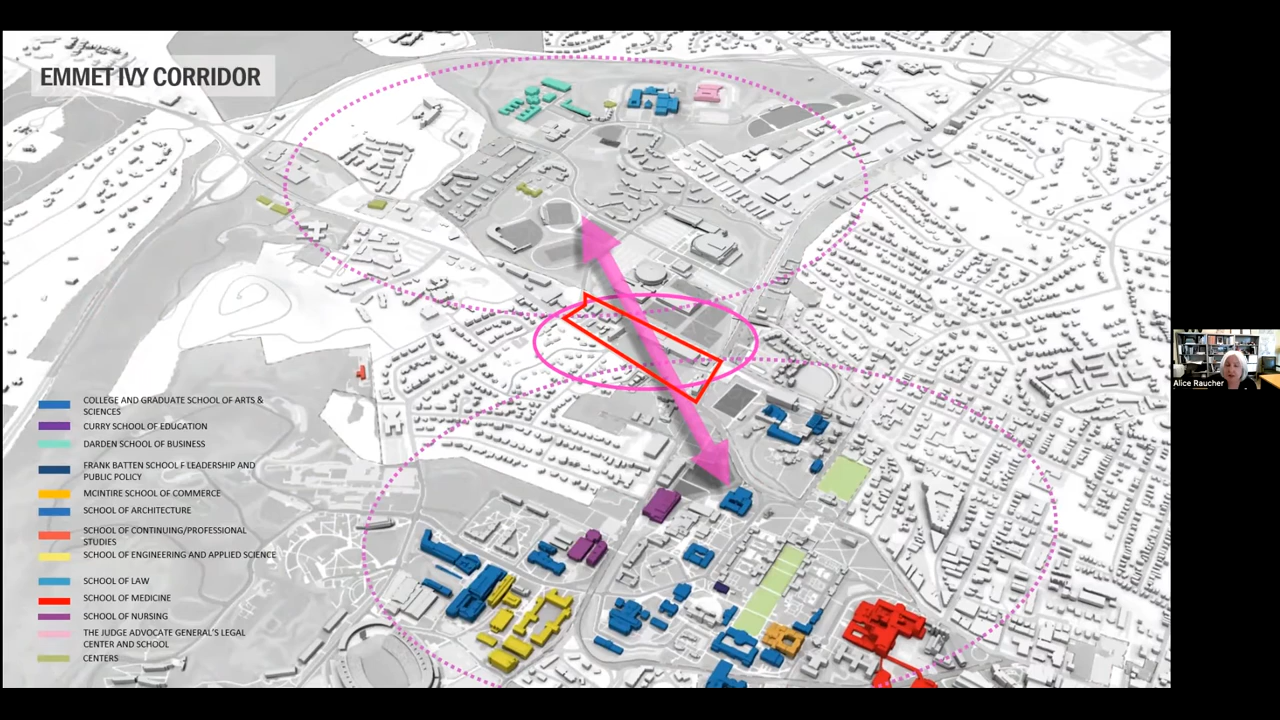 EMMET IVY CORRIDOR
COLLEGE AND GRADUATE SCHOOL OF ARTS &
SCIENCES
CURRY SCHOOL OF EDUCATION
DARDEN SCHOOL OF BUSINESS
FRANK BATTEN SCHOOL F LEADERSHIP AND
PUBLIC POLICY
MCINTIRE SCHOOL OF COMMERCE
SCHOOL OF ARCHITECTURE
SCHOOL OF CONTINUING/PROFESSIONAL
STUDIES
SCHOOL OF ENGINEERING AND APPLIED SCIENCE
SCHOOL OF LAW
SCHOOL OF MEDICINE
SCHOOL OF NURSING
THE JUDGE ADVOCATE GENERAL'S LEGAL
CENTER AND SCHOOL
CENTERS
Alice Raucher